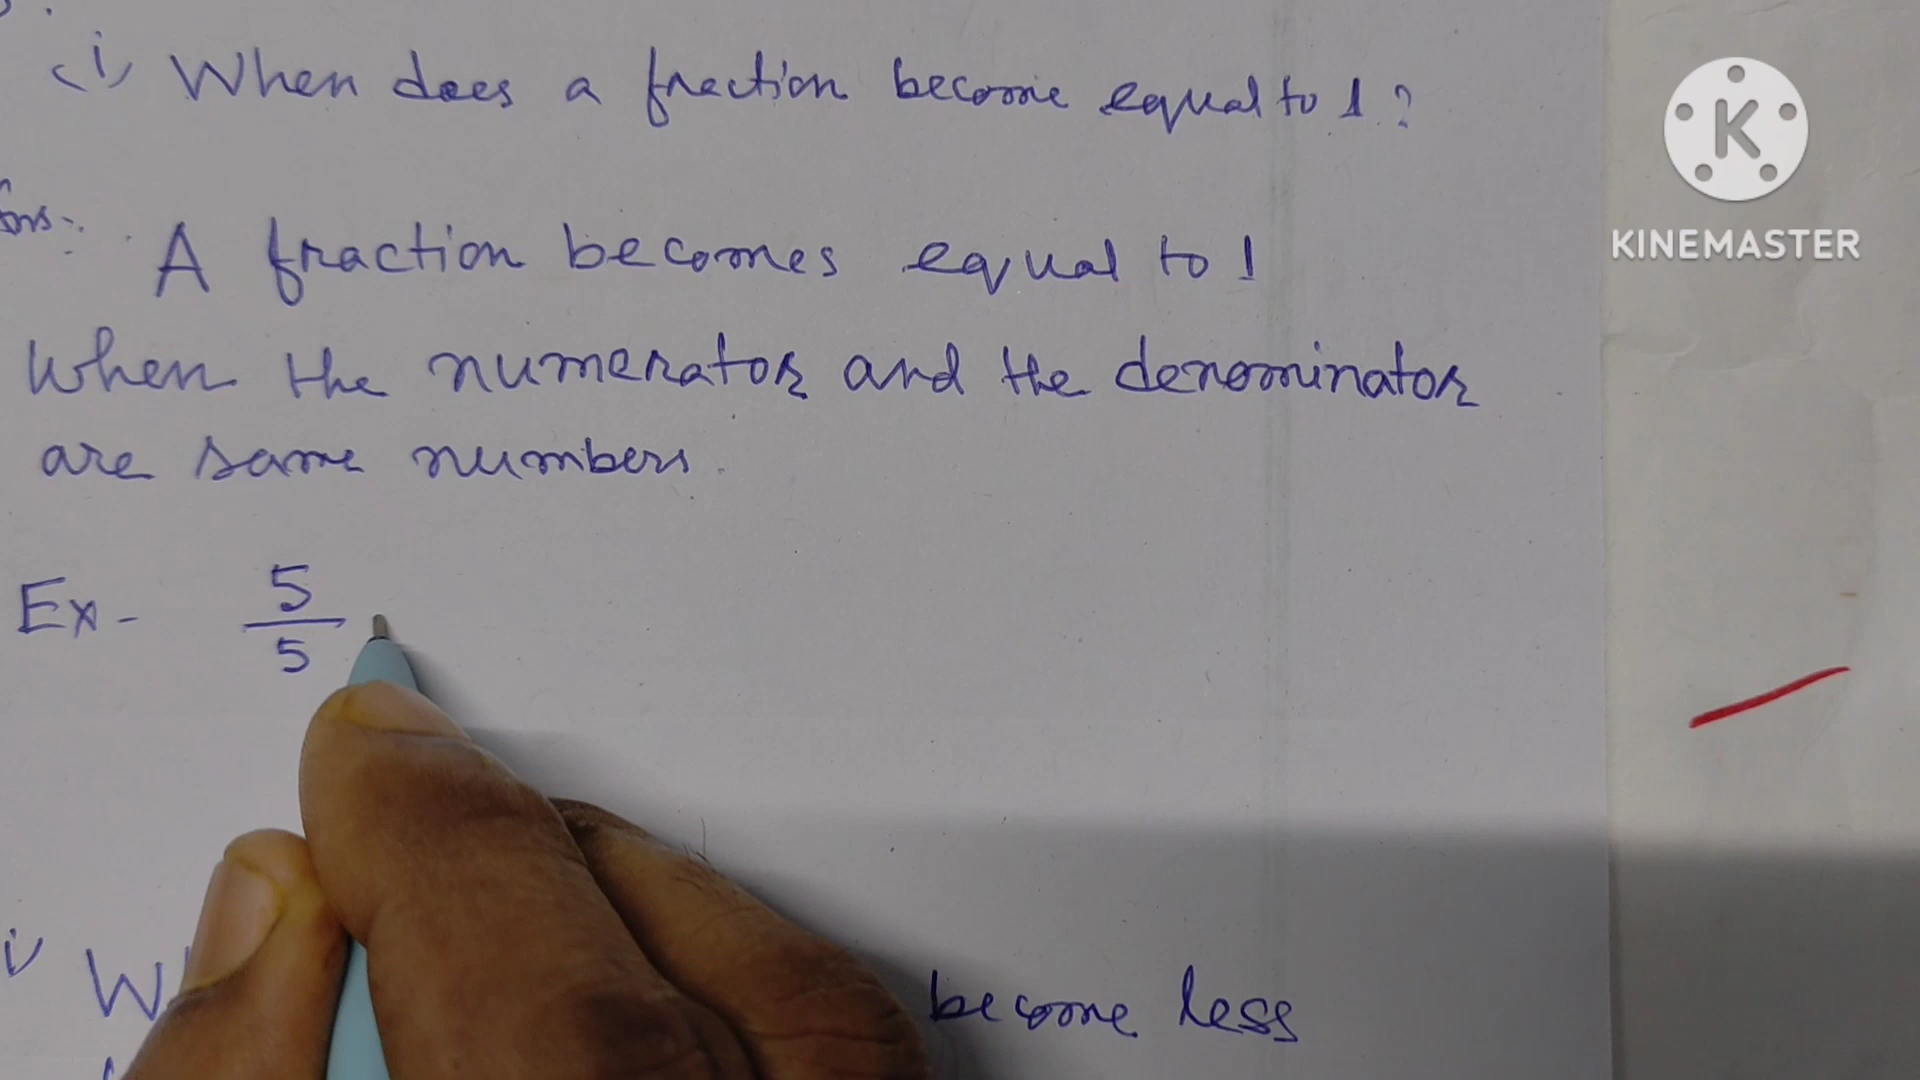 (i) When does a fraction become equal to 1?
Ans:
A fraction becomes equal to 1
When the numerator and the denominator
are same numbers.
Ex- 5
5
become less
K
KINEMASTER